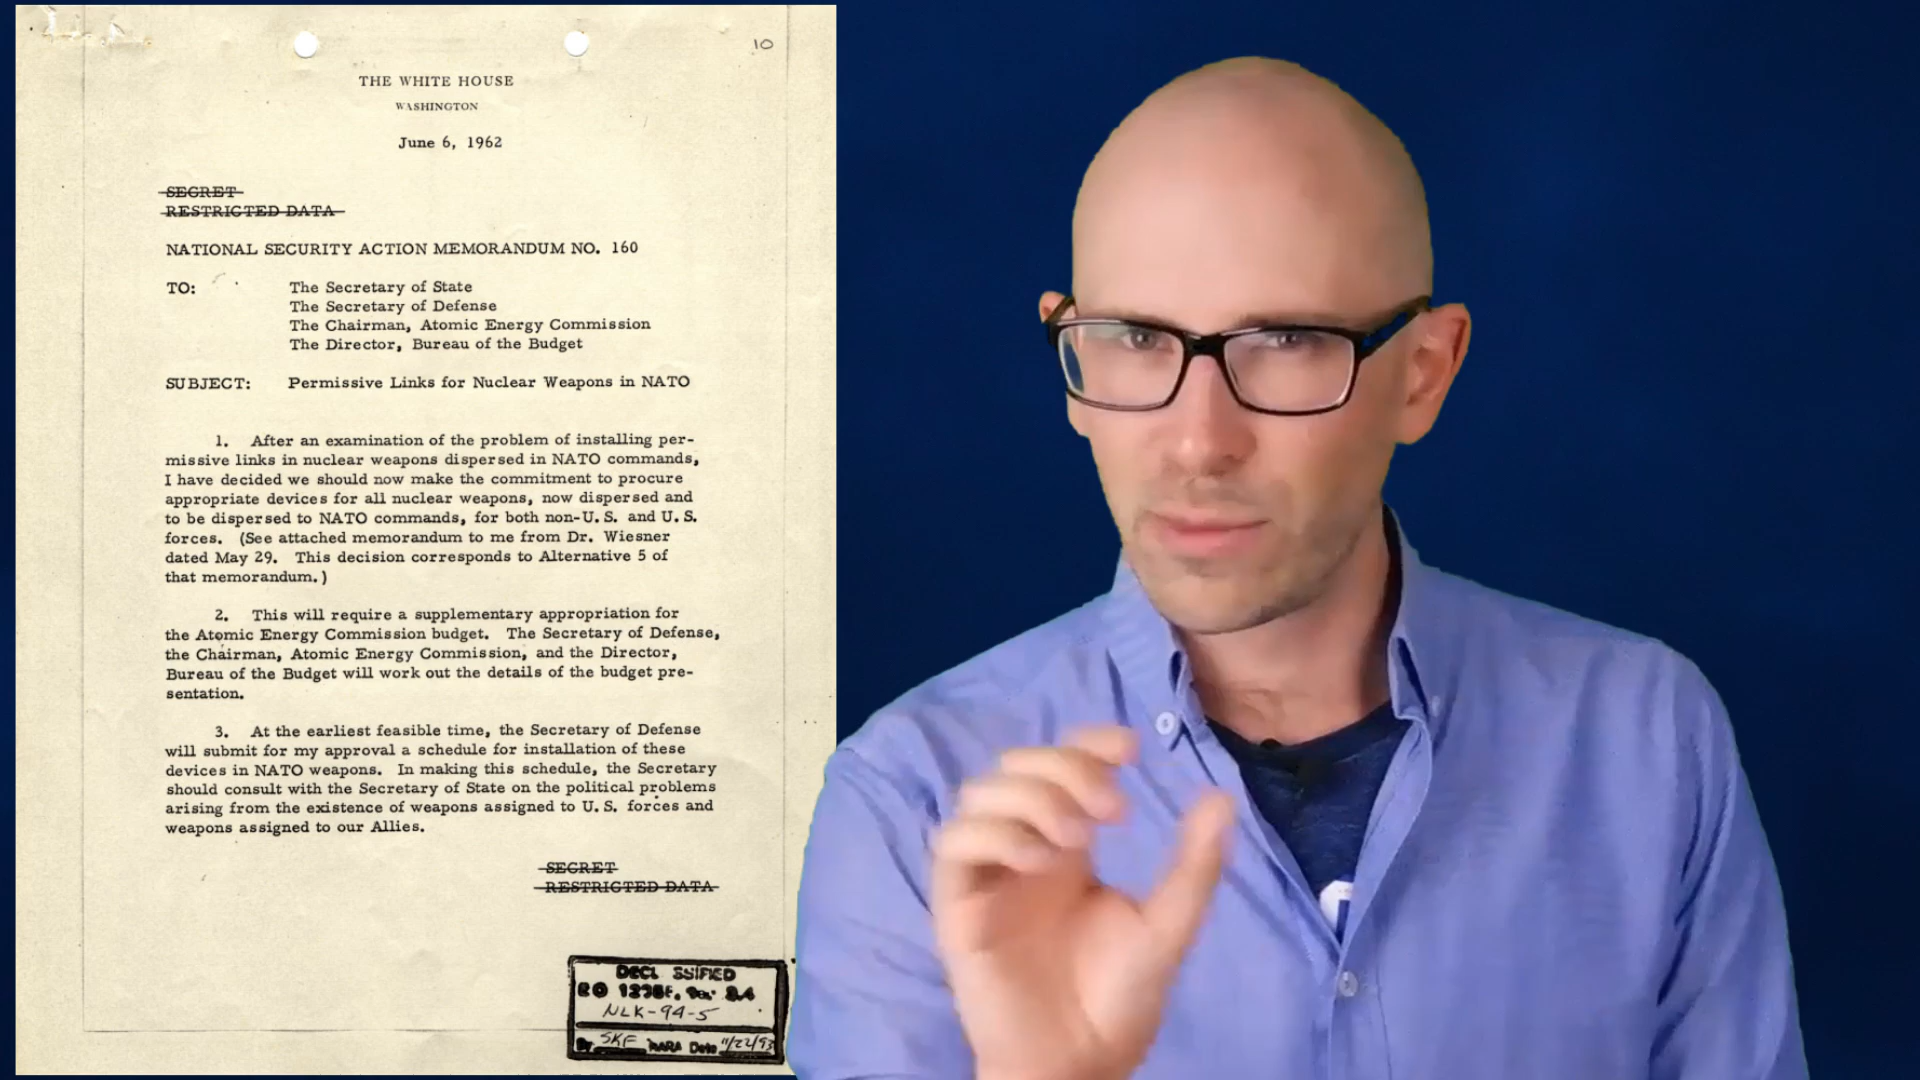 10
THE WHITE HOUSE
WASHINGTON
June 6, 1962
SECRET
RESTRICTED DATA
NATIONAL SECURITY ACTION MEMORANDUM NO. 160
TO: The Secretary of State
The Secretary of Defense
The Chairman, Atomic Energy Commission
The Director, Bureau of the Budget
SUBJECT: Permissive Links for Nuclear Weapons in NATO
1. After an examination of the problem of installing per-
missive links in nuclear weapons dispersed in NATO commands,
I have decided we should now make the commitment to procure
appropriate devices for all nuclear weapons, now dispersed and
to be dispersed to NATO commands, for both non-U.S. and U.S.
forces. (See attached memorandum to me from Dr. Wiesner
dated May 29. This decision corresponds to Alternative 5 of
that memorandum.)
2. This will require a supplementary appropriation for
the Atomic Energy Commission budget. The Secretary of Defense,
the Chairman, Atomic Energy Commission, and the Director,
Bureau of the Budget will work out the details of the budget pre-
sentation.
3. At the earliest feasible time, the Secretary of Defense
will submit for my approval a schedule for installation of these
devices in NATO weapons. In making this schedule, the Secretary
should consult with the Secretary of State on the political problems
arising from the existence of weapons assigned to U.S. forces and
weapons assigned to our Allies.
SECRET
RESTRICTED DATA
DECL SSIFIED
NLK-94-5
By SKF NARA Date 11/22/93